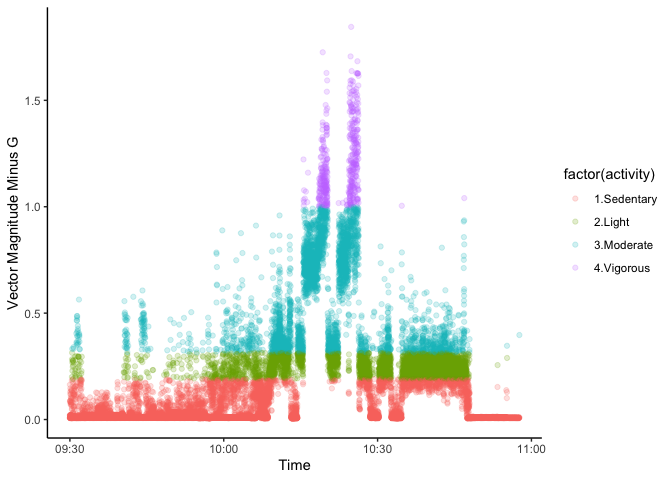 Vector Magnitude Minus G
1.5
1.0
0.5
0.0
09:30
10:00
10:30
11:00
Time
factor(activity)
1.Sedentary
2.Light
3.Moderate
4.Vigorous